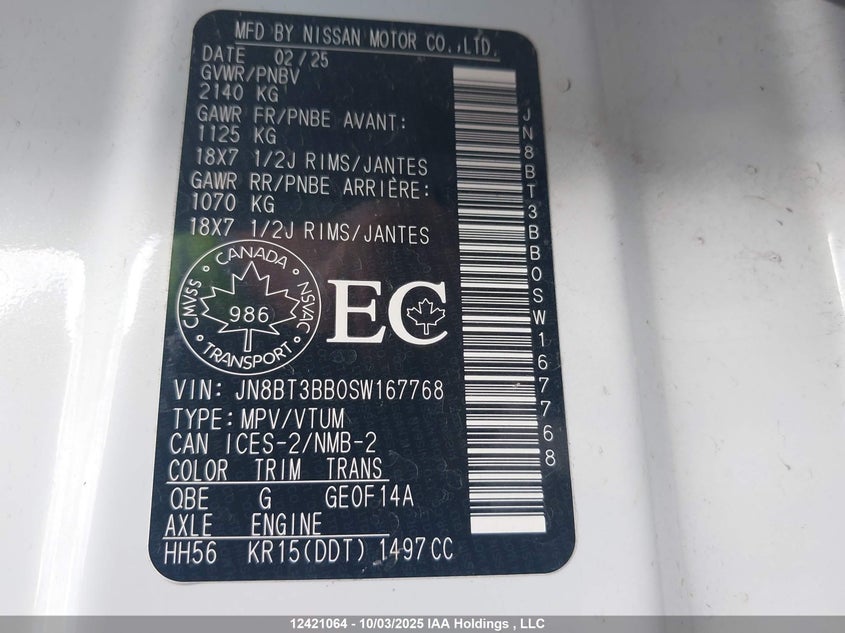 MFD BY NISSAN MOTOR CO.,LTD.
DATE 02/25
GVWR/PNBV
2140 KG
GAWR FR/PNBE AVANT:
1125 KG
18X7 1/2J RIMS/JANTES
GAWR RR/PNBE ARRIÈRE:
1070 KG
18X7 1/2J RIMS/JANTES
CANADA
CMVSS
NSVAC
986
TRANSPORT
EC
VIN: JN8BT3BB0SW167768
TYPE: MPV/VTUM
CAN ICES-2/NMB-2
COLOR TRIM TRANS
QBE G GE0F14A
AXLE ENGINE
HH56 KR15(DDT) 1497CC
JN8BT3BB0SW167768
12421064 - 10/03/2025 IAA Holdings , LLC